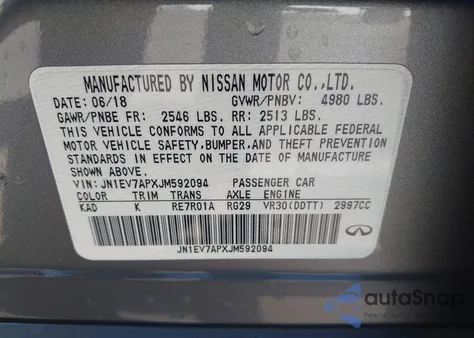 MANUFACTURED BY NISSAN MOTOR CO.,LTD.
DATE: 06/18 GVWR/PNBV: 4980 LBS.
GAWR/PNBE FR: 2546 LBS. RR: 2513 LBS.
THIS VEHICLE CONFORMS TO ALL APPLICABLE FEDERAL
MOTOR VEHICLE SAFETY,BUMPER,AND THEFT PREVENTION
STANDARDS IN EFFECT ON THE DATE OF MANUFACTURE
SHOWN ABOVE.
VIN: JN1EV7APXJM592094 PASSENGER CAR
COLOR TRIM TRANS AXLE ENGINE
KAD K RE7R01A RG29 VR30(DDTT) 2997CC
JN1EV7APXJM592094
INFINITI
autoSnap